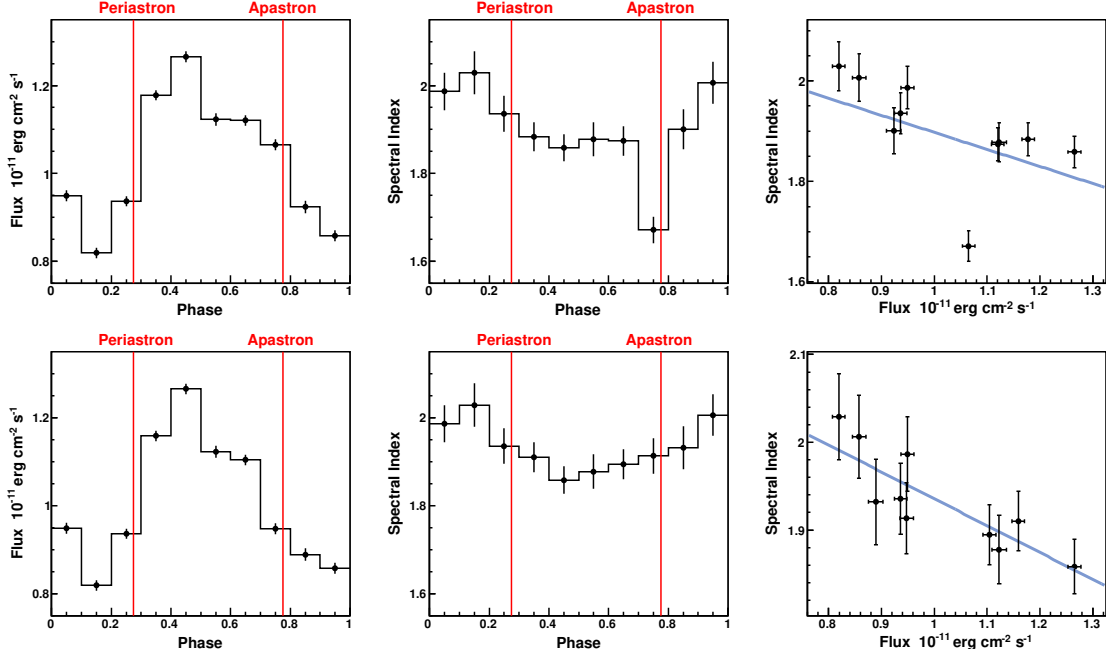 Periastron Apastron Periastron Apastron
Flux 10⁻¹¹ erg cm⁻² s⁻¹
1.2
1
0.8
0 0.2 0.4 0.6 0.8 1
Phase
Spectral Index
2
1.8
1.6
0 0.2 0.4 0.6 0.8 1
Phase
Spectral Index
2
1.8
1.6
0.8 0.9 1 1.1 1.2 1.3
Flux 10⁻¹¹ erg cm⁻² s⁻¹
Periastron Apastron Periastron Apastron
Flux 10⁻¹¹ erg cm⁻² s⁻¹
1.2
1
0.8
0 0.2 0.4 0.6 0.8 1
Phase
Spectral Index
2
1.8
1.6
0 0.2 0.4 0.6 0.8 1
Phase
Spectral Index
2.1
2.0
1.9
0.8 0.9 1 1.1 1.2 1.3
Flux 10⁻¹¹ erg cm⁻² s⁻¹